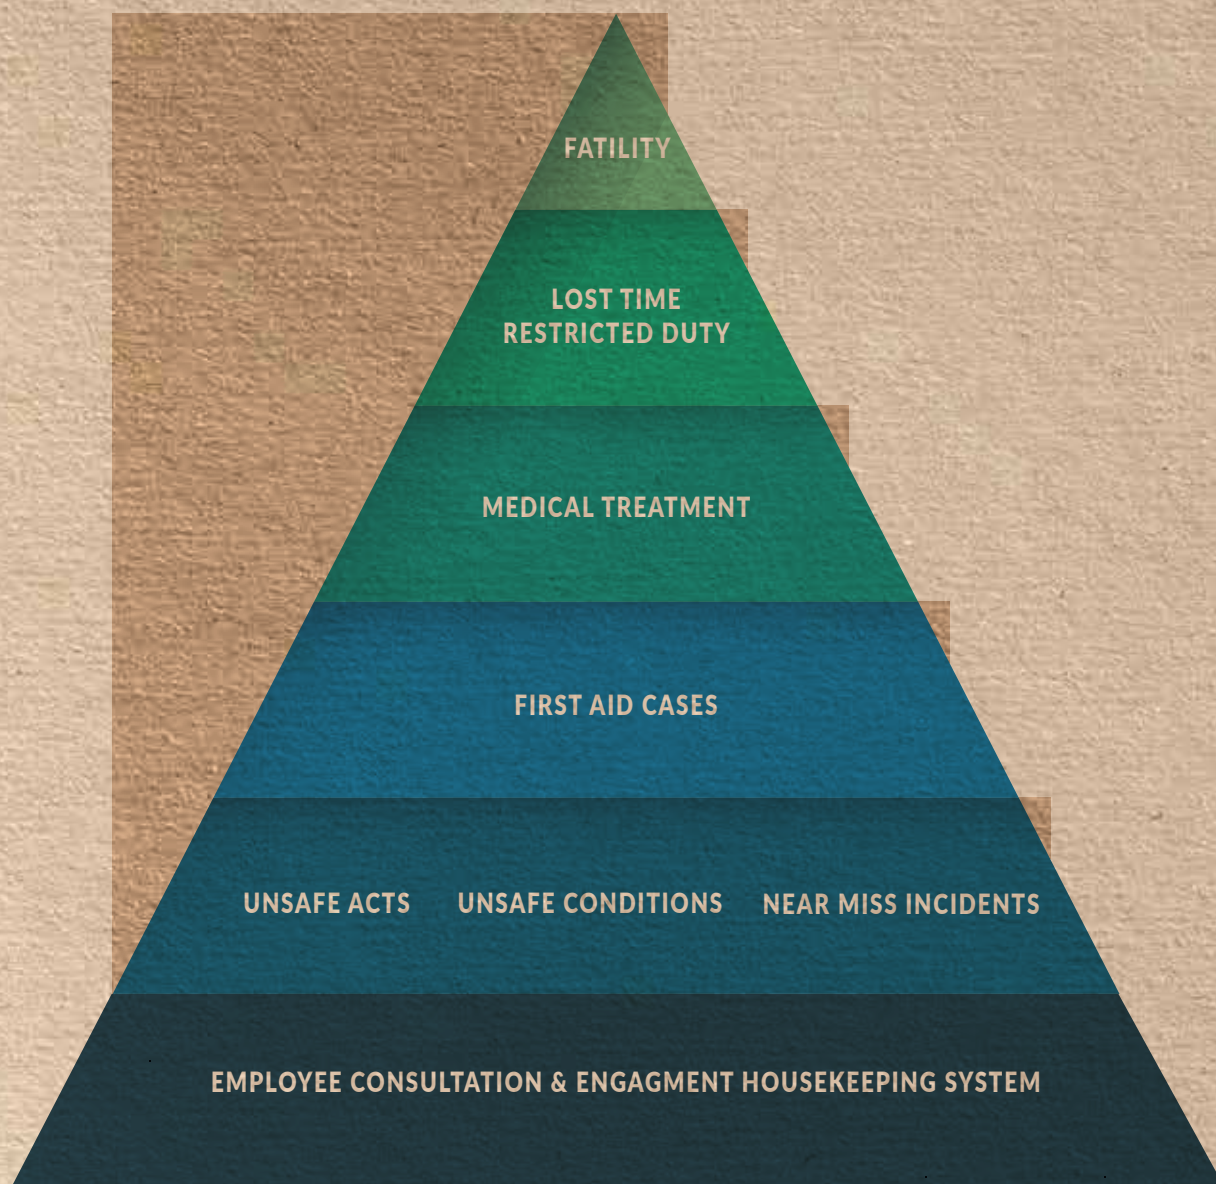 FATILITY
LOST TIME
RESTRICTED DUTY
MEDICAL TREATMENT
FIRST AID CASES
UNSAFE ACTS UNSAFE CONDITIONS NEAR MISS INCIDENTS
EMPLOYEE CONSULTATION & ENGAGMENT HOUSEKEEPING SYSTEM